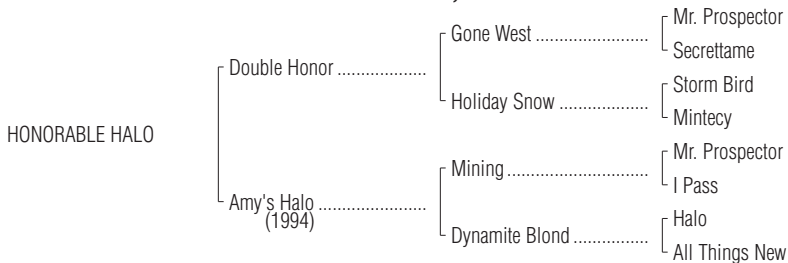 Mr. Prospector
Gone West ........................
Secrettame
Double Honor ...................
Storm Bird
Holiday Snow ...................
Mintecy
HONORABLE HALO
Mr. Prospector
Mining ..............................
I Pass
Amy's Halo .......................
(1994)
Halo
Dynamite Blond ................
All Things New